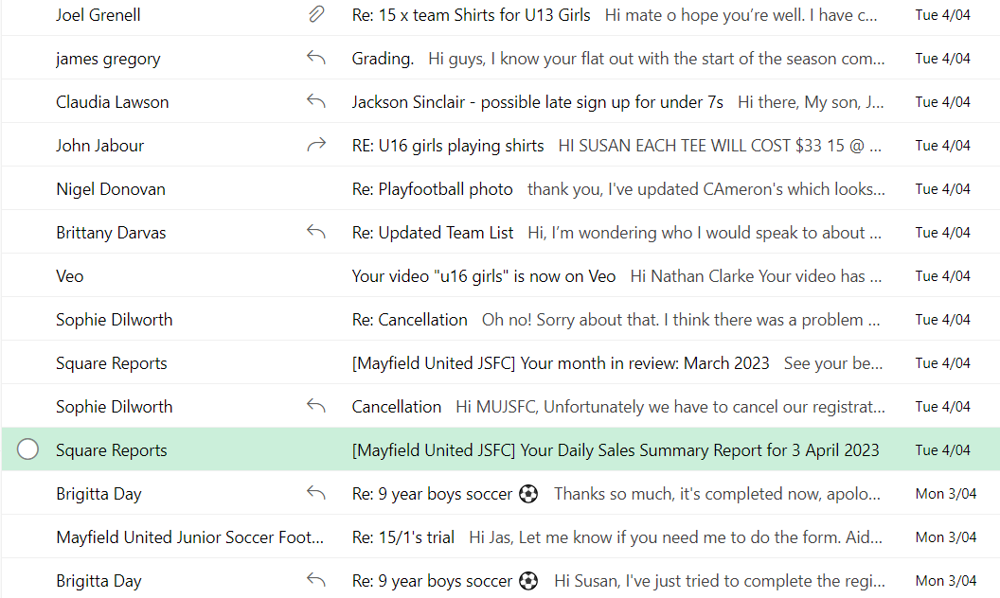 Joel Grenell Re: 15 x team Shirts for U13 Girls Hi mate o hope you're well. I have c... Tue 4/04
james gregory Grading. Hi guys, I know your flat out with the start of the season com... Tue 4/04
Claudia Lawson Jackson Sinclair - possible late sign up for under 7s Hi there, My son, J... Tue 4/04
John Jabour RE: U16 girls playing shirts HI SUSAN EACH TEE WILL COST $33 15 @ ... Tue 4/04
Nigel Donovan Re: Playfootball photo thank you, I've updated CAmeron's which looks... Tue 4/04
Brittany Darvas Re: Updated Team List Hi, I'm wondering who I would speak to about ... Tue 4/04
Veo Your video "u16 girls" is now on Veo Hi Nathan Clarke Your video has ... Tue 4/04
Sophie Dilworth Re: Cancellation Oh no! Sorry about that. I think there was a problem ... Tue 4/04
Square Reports [Mayfield United JSFC] Your month in review: March 2023 See your be... Tue 4/04
Sophie Dilworth Cancellation Hi MUJSFC, Unfortunately we have to cancel our registrat... Tue 4/04
Square Reports [Mayfield United JSFC] Your Daily Sales Summary Report for 3 April 2023 Tue 4/04
Brigitta Day Re: 9 year boys soccer ⚽ Thanks so much, it's completed now, apolo... Mon 3/04
Mayfield United Junior Soccer Foot... Re: 15/1's trial Hi Jas, Let me know if you need me to do the form. Aid... Mon 3/04
Brigitta Day Re: 9 year boys soccer ⚽ Hi Susan, I've just tried to complete the regi... Mon 3/04